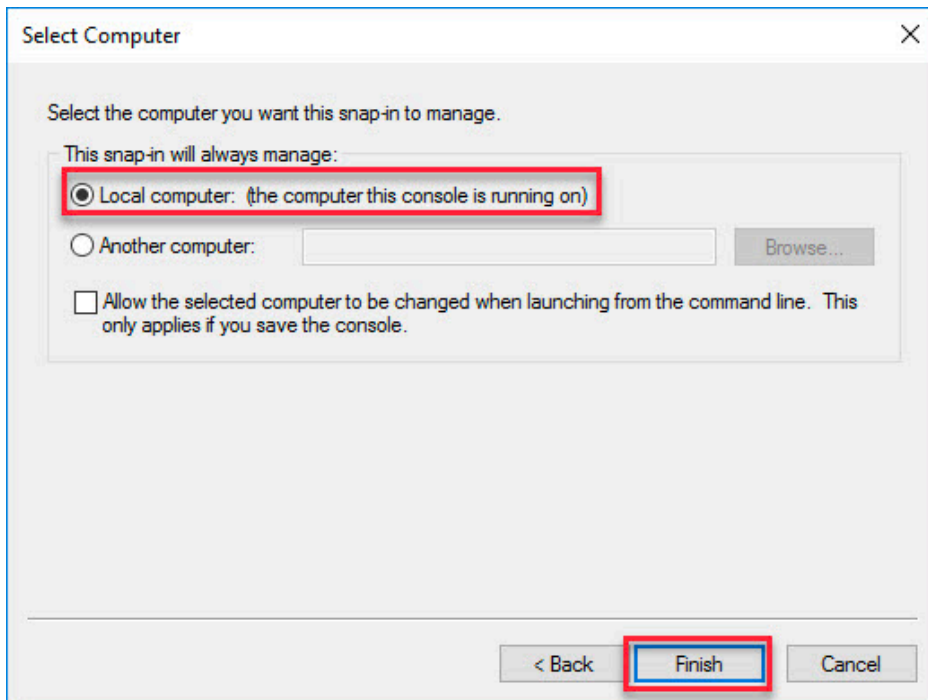 Select Computer
Select the computer you want this snap-in to manage.
This snap-in will always manage:
Local computer: (the computer this console is running on)
Another computer:
Browse...
Allow the selected computer to be changed when launching from the command line. This
only applies if you save the console.
< Back
Finish
Cancel